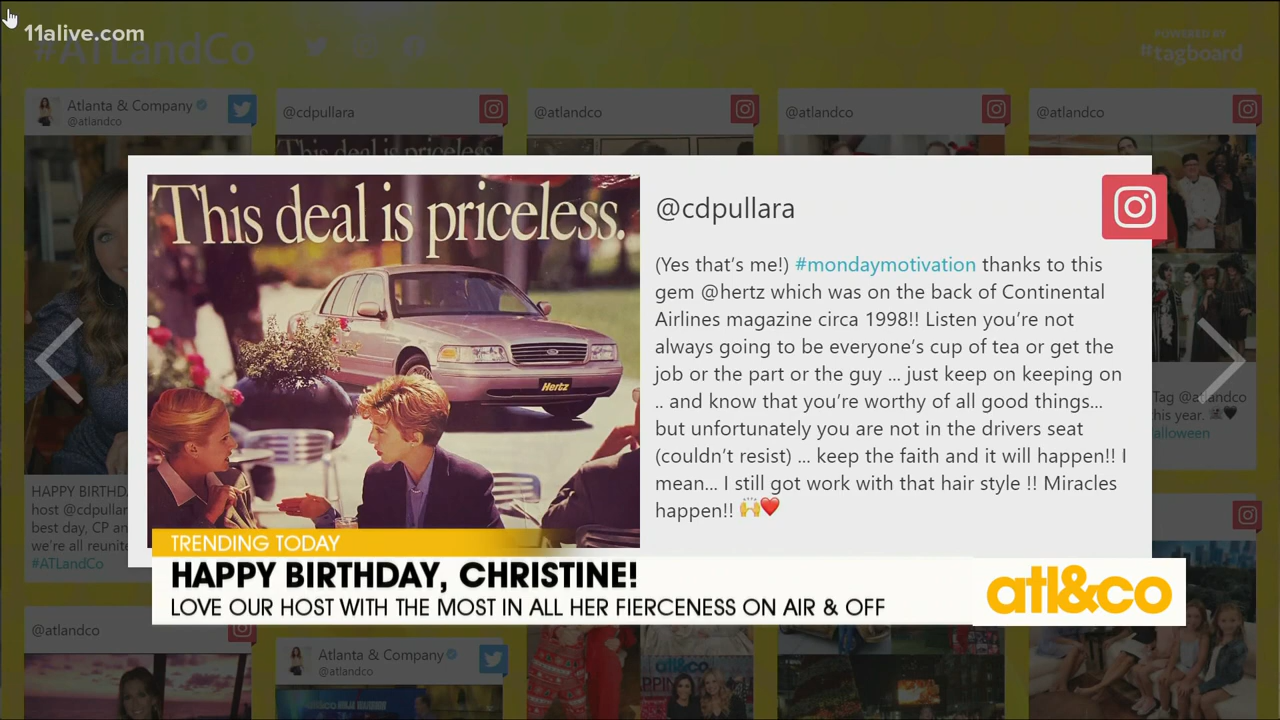 11alive.com
#ATLandCo
POWERED BY
#tagboard
Atlanta & Company
@atlandco
@cdpullara
@atlandco
@atlandco
@atlandco
This deal is priceless.
This deal is priceless.
Hertz
@cdpullara
(Yes that's me!) #mondaymotivation thanks to this
gem @hertz which was on the back of Continental
Airlines magazine circa 1998!! Listen you're not
always going to be everyone's cup of tea or get the
job or the part or the guy ... just keep on keeping on
.. and know that you're worthy of all good things...
but unfortunately you are not in the drivers seat
(couldn't resist) ... keep the faith and it will happen!! I
mean... I still got work with that hair style !! Miracles
happen!! 🙌❤️
Tag @atlandco
this year.
HAPPY
host @cdpullar
best day, CP an
we're all
#ATLandCo
TRENDING TODAY
HAPPY BIRTHDAY, CHRISTINE!
LOVE OUR HOST WITH THE MOST IN ALL HER FIERCENESS ON AIR & OFF
atl&co
@atlandco
Atlanta & Company
@atlandco
atl&co